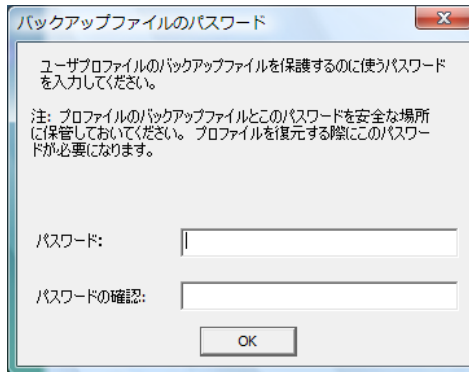 バックアップファイルのパスワード
ユーザプロファイルのバックアップファイルを保護するのに使うパスワード
を入力してください。
注: プロファイルのバックアップファイルとこのパスワードを安全な場所
に保管しておいてください。プロファイルを復元する際にこのパスワー
ドが必要になります。
パスワード:
パスワードの確認:
OK